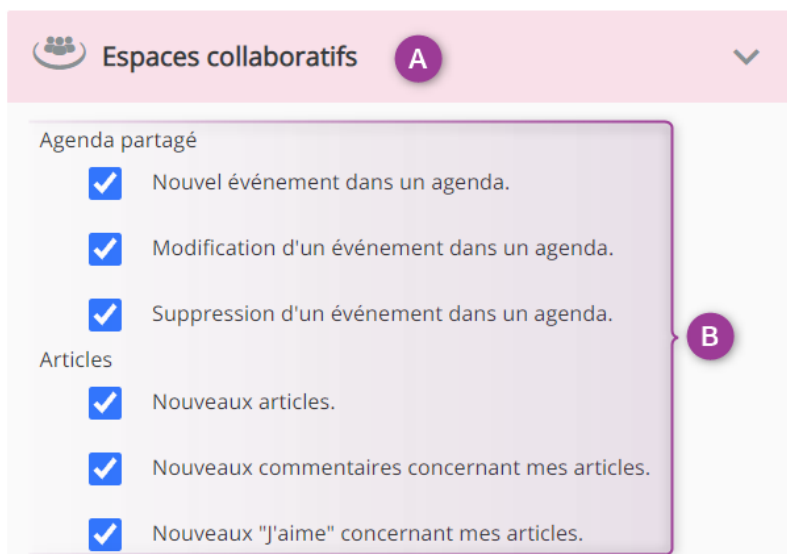 Espaces collaboratifs A
Agenda partagé
Nouvel événement dans un agenda.
Modification d'un événement dans un agenda.
Suppression d'un événement dans un agenda.
B
Articles
Nouveaux articles.
Nouveaux commentaires concernant mes articles.
Nouveaux "J'aime" concernant mes articles.